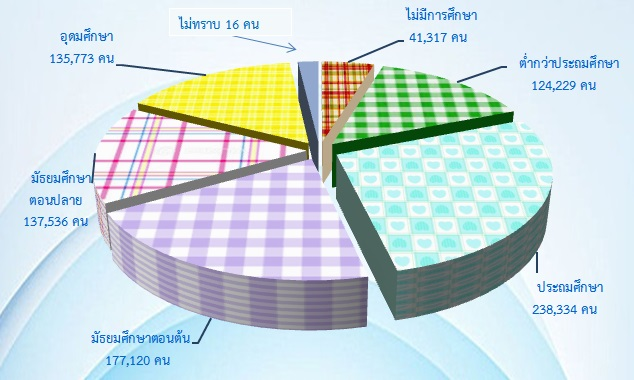 ไม่ทราบ 16 คน
ไม่มีการศึกษา
41,317 คน
ต่ำกว่าประถมศึกษา
124,229 คน
ประถมศึกษา
238,334 คน
มัธยมศึกษาตอนต้น
177,120 คน
มัธยมศึกษา
ตอนปลาย
137,536 คน
อุดมศึกษา
135,773 คน